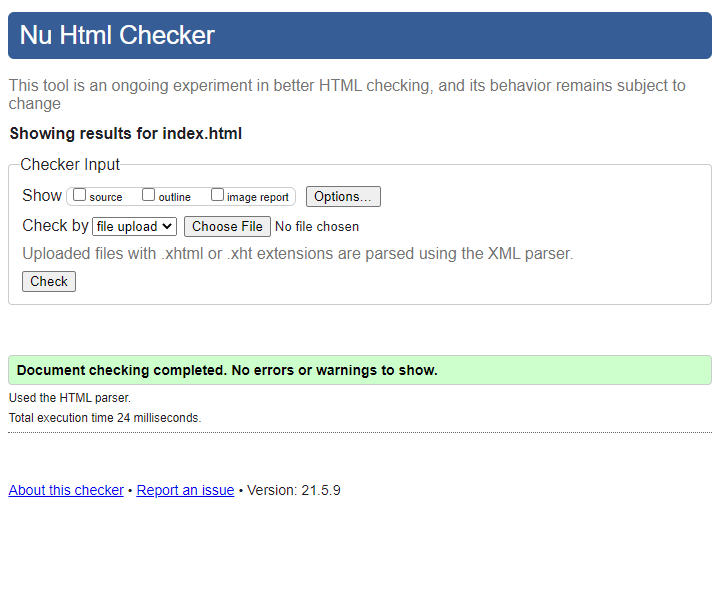 Nu Html Checker
This tool is an ongoing experiment in better HTML checking, and its behavior remains subject to
change
Showing results for index.html
Checker Input
Show source outline image report Options...
Check by file upload Choose File No file chosen
Uploaded files with .xhtml or .xht extensions are parsed using the XML parser.
Check
Document checking completed. No errors or warnings to show.
Used the HTML parser.
Total execution time 24 milliseconds.
About this checker • Report an issue • Version: 21.5.9